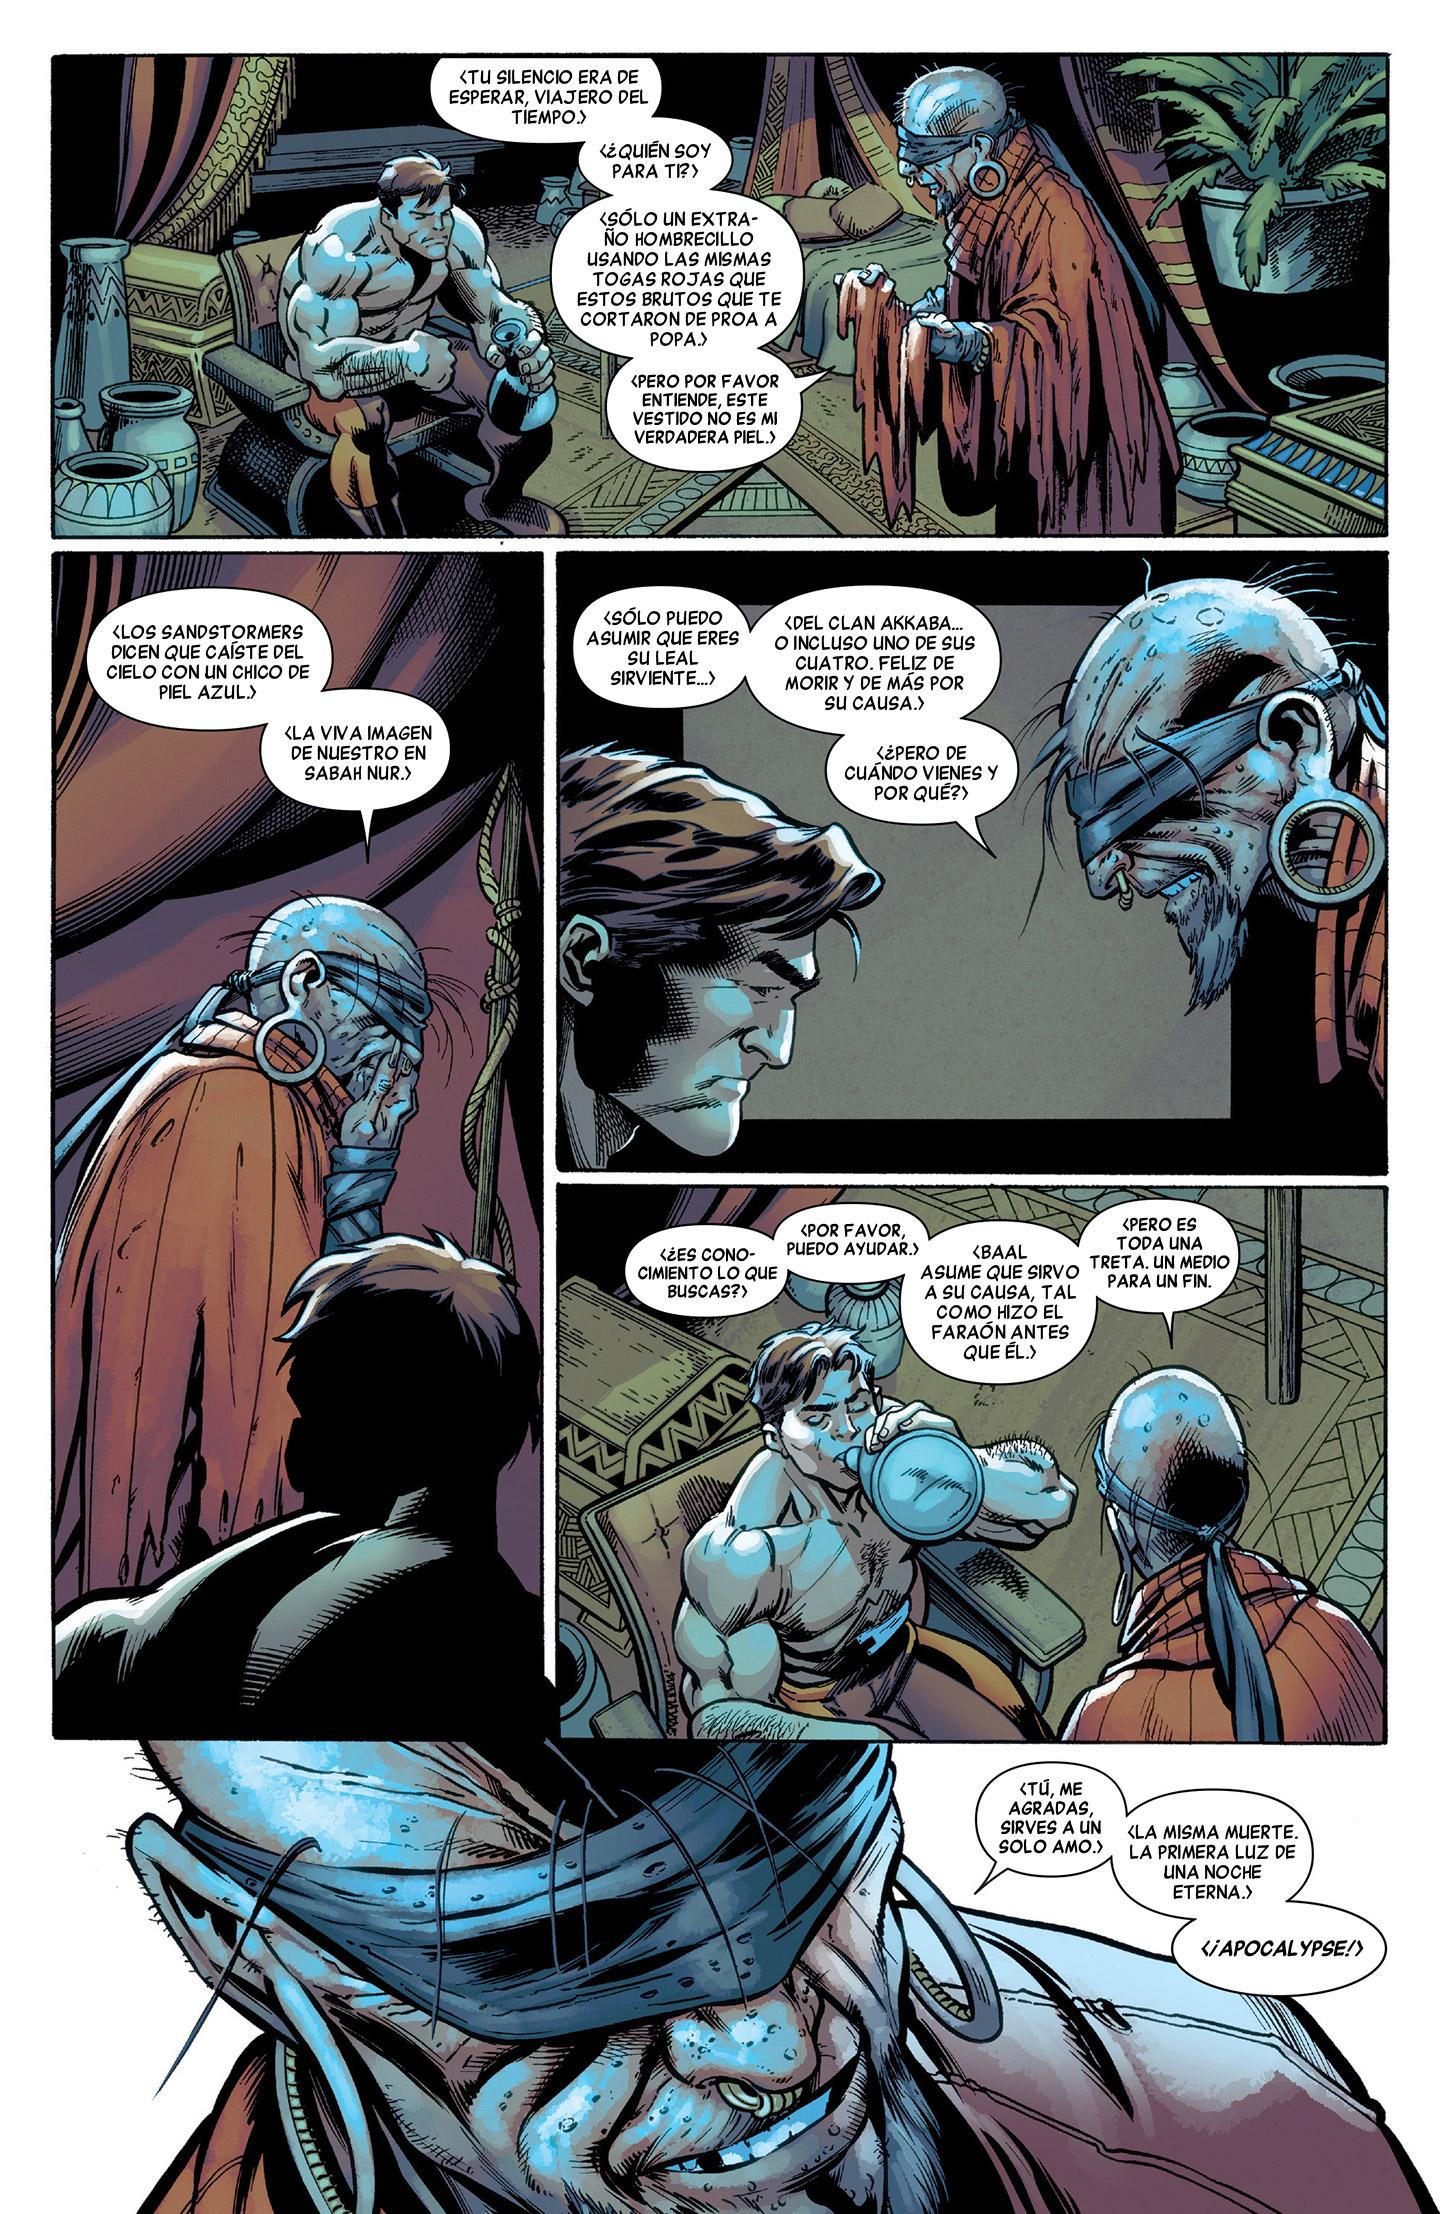 <TU SILENCIO ERA DE
ESPERAR, VIAJERO DEL
TIEMPO.>
<¿QUIÉN SOY
PARA TI?>
<SÓLO UN EXTRA-
ÑO HOMBRECILLO
USANDO LAS MISMAS
TOGAS ROJAS QUE
ESTOS BRUTOS QUE TE
CORTARON DE PROA A
POPA.>
<PERO POR FAVOR
ENTIENDE, ESTE
VESTIDO NO ES MI
VERDADERA PIEL.>
<LOS SANDSTORMERS
DICEN QUE CAÍSTE DEL
CIELO CON UN CHICO DE
PIEL AZUL.>
<LA VIVA IMAGEN
DE NUESTRO EN
SABAH NUR.>
<SÓLO PUEDO
ASUMIR QUE ERES
SU LEAL
SIRVIENTE...>
<DEL CLAN AKKABA...
O INCLUSO UNO DE SUS
CUATRO. FELIZ DE
MORIR Y DE MÁS POR
SU CAUSA.>
<¿PERO DE
CUÁNDO VIENES Y
POR QUÉ?>
<¿ES CONO-
CIMIENTO LO QUE
BUSCAS?>
<POR FAVOR,
PUEDO AYUDAR.>
<BAAL
ASUME QUE SIRVO
A SU CAUSA, TAL
COMO HIZO EL
FARAÓN ANTES
QUE ÉL.>
<PERO ES
TODA UNA
TRETA. UN MEDIO
PARA UN FIN.
<TÚ, ME
AGRADAS,
SIRVES A UN
SOLO AMO.>
<LA MISMA MUERTE.
LA PRIMERA LUZ DE
UNA NOCHE
ETERNA.>
<¡APOCALYPSE!>